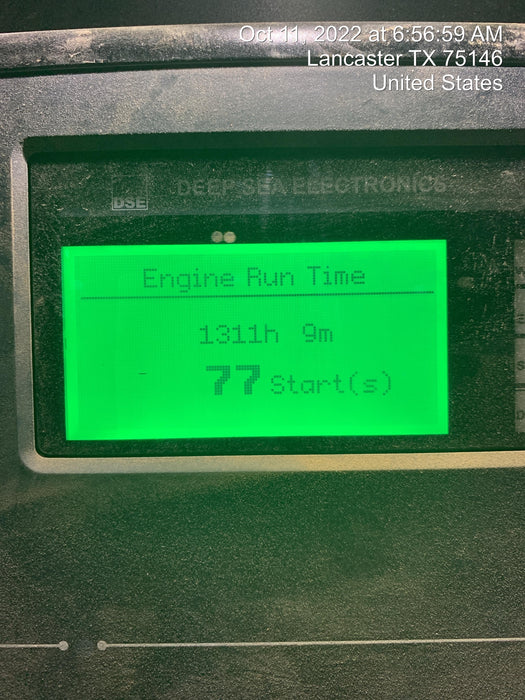 Oct 11, 2022 at 6:56:59 AM
Lancaster TX 75146
United States
DSE
DEEP SEA ELECTRONICS
Engine Run Time
1311h 9m
77 Start(s)